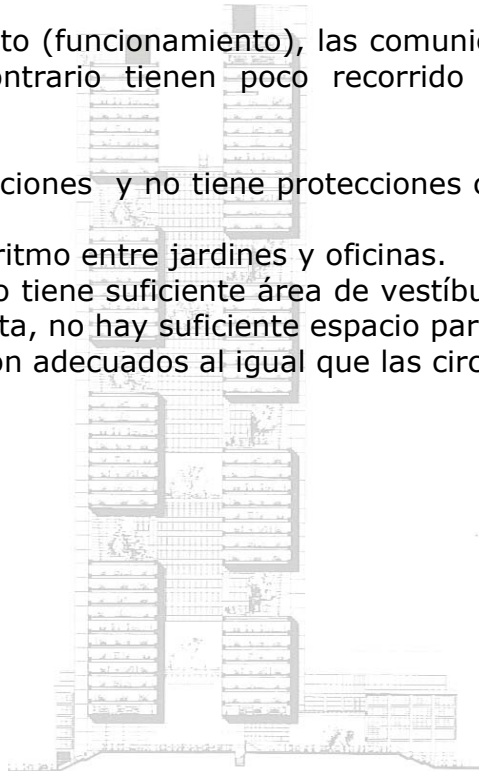 to (funcionamiento), las comunic
ontrario tienen poco recorrido
ciones y no tiene protecciones
ritmo entre jardines y oficinas.
o tiene suficiente área de vestíbu
ta, no hay suficiente espacio par
on adecuados al igual que las circ